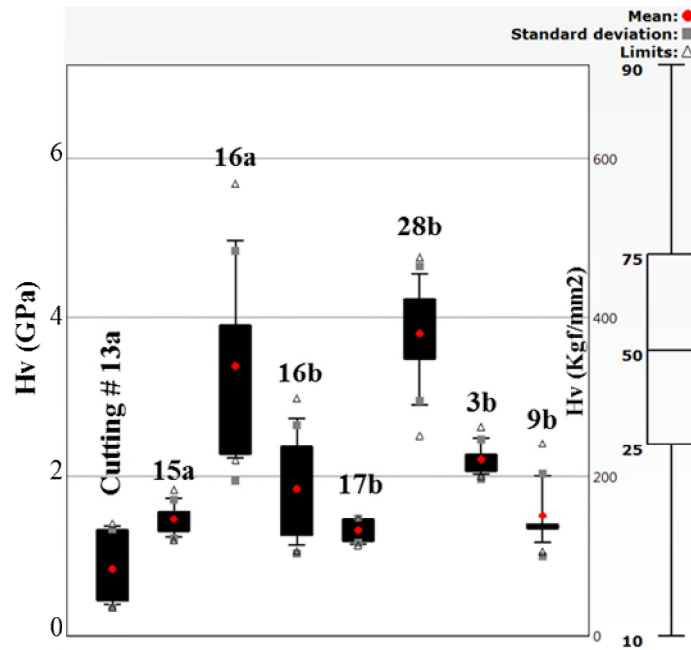 Mean:
Standard deviation:
Limits:
90
6
600
16a
28b
75
4
400
50
Hv (GPa)
Hv (Kgf/mm2)
Cutting # 13a
16b
3b
9b
25
15a
17b
2
200
0
0
10